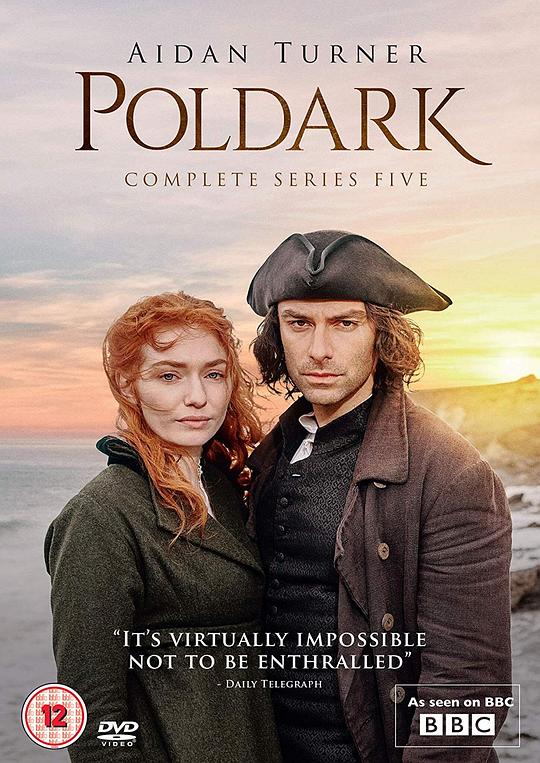 AIDAN TURNER
POLDARK
COMPLETE SERIES FIVE
“IT’S VIRTUALLY IMPOSSIBLE
NOT TO BE ENTHRALLED”
- DAILY TELEGRAPH
12
DVD
VIDEO
As seen on BBC
BBC